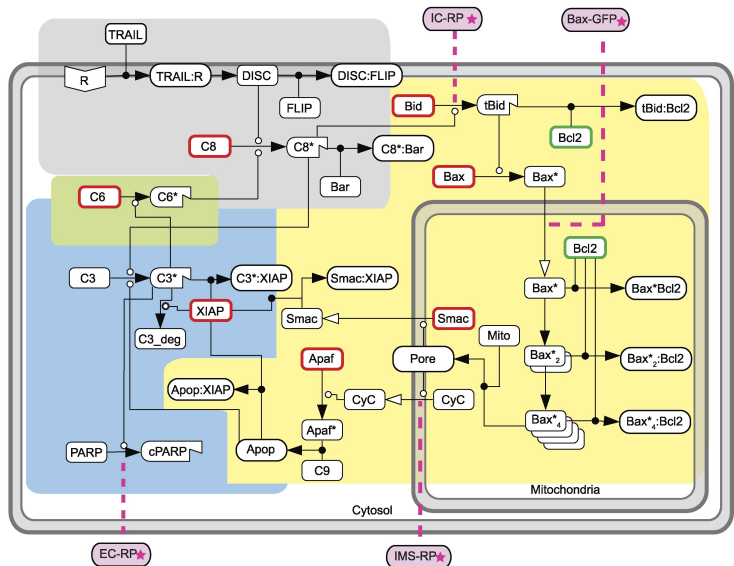 IC-RP
Bax-GFP
TRAIL
R
TRAIL:R
DISC
DISC:FLIP
FLIP
Bid
tBid
tBid:Bcl2
Bcl2
C8
C8*
C8*:Bar
Bar
Bax
Bax*
C6
C6*
Bcl2
C3
C3*
C3*:XIAP
Smac:XIAP
Bax*
Bax*Bcl2
XIAP
Smac
Smac
C3_deg
Mito
Apaf
Pore
Bax*2
Bax*2:Bcl2
Apop:XIAP
CyC
CyC
Apaf*
Bax*4
Bax*4:Bcl2
PARP
cPARP
Apop
C9
Mitochondria
Cytosol
EC-RP
IMS-RP